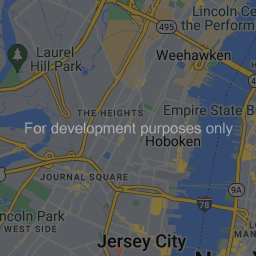 Lincoln Ce
the Perform
495
Weehawken
Laurel
Hill Park
THE HEIGHTS
Empire State B
For development purposes only
Hoboken
JOURNAL SQUARE
9A
78
incoln Park
WEST SIDE
Jersey City